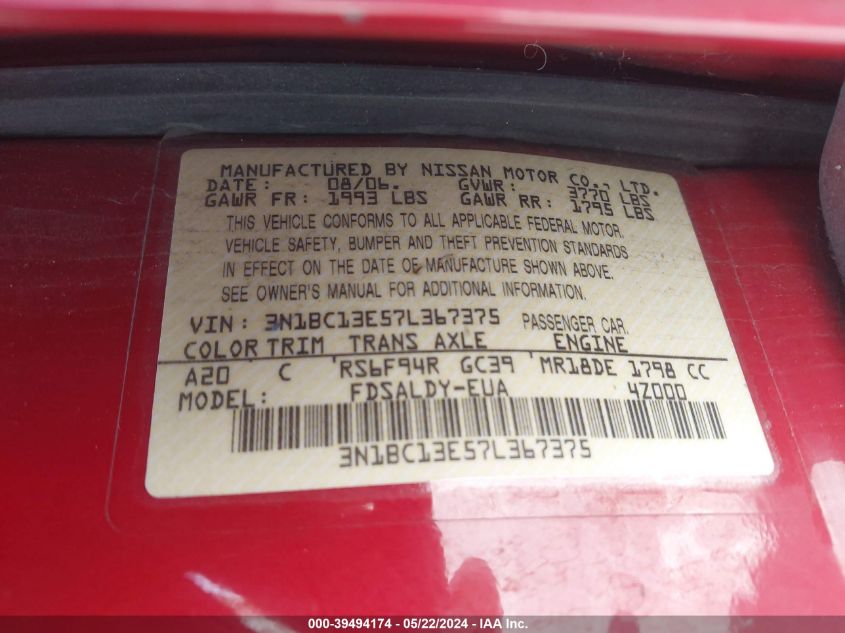 MANUFACTURED BY NISSAN MOTOR CO., LTD.
DATE: 08/06. GVWR: 3770 LBS
GAWR FR: 1993 LBS GAWR RR: 1795 LBS
THIS VEHICLE CONFORMS TO ALL APPLICABLE FEDERAL MOTOR
VEHICLE SAFETY, BUMPER AND THEFT PREVENTION STANDARDS
IN EFFECT ON THE DATE OF MANUFACTURE SHOWN ABOVE.
SEE OWNER'S MANUAL FOR ADDITIONAL INFORMATION.
VIN: 3N1BC13E57L367375 PASSENGER CAR.
COLOR TRIM TRANS AXLE ENGINE
A20 C RS6F94R GC39 MR18DE 1798 CC
MODEL: FDSALDY-EUA 4Z000
3N1BC13E57L367375
000-39494174 - 05/22/2024 - IAA Inc.